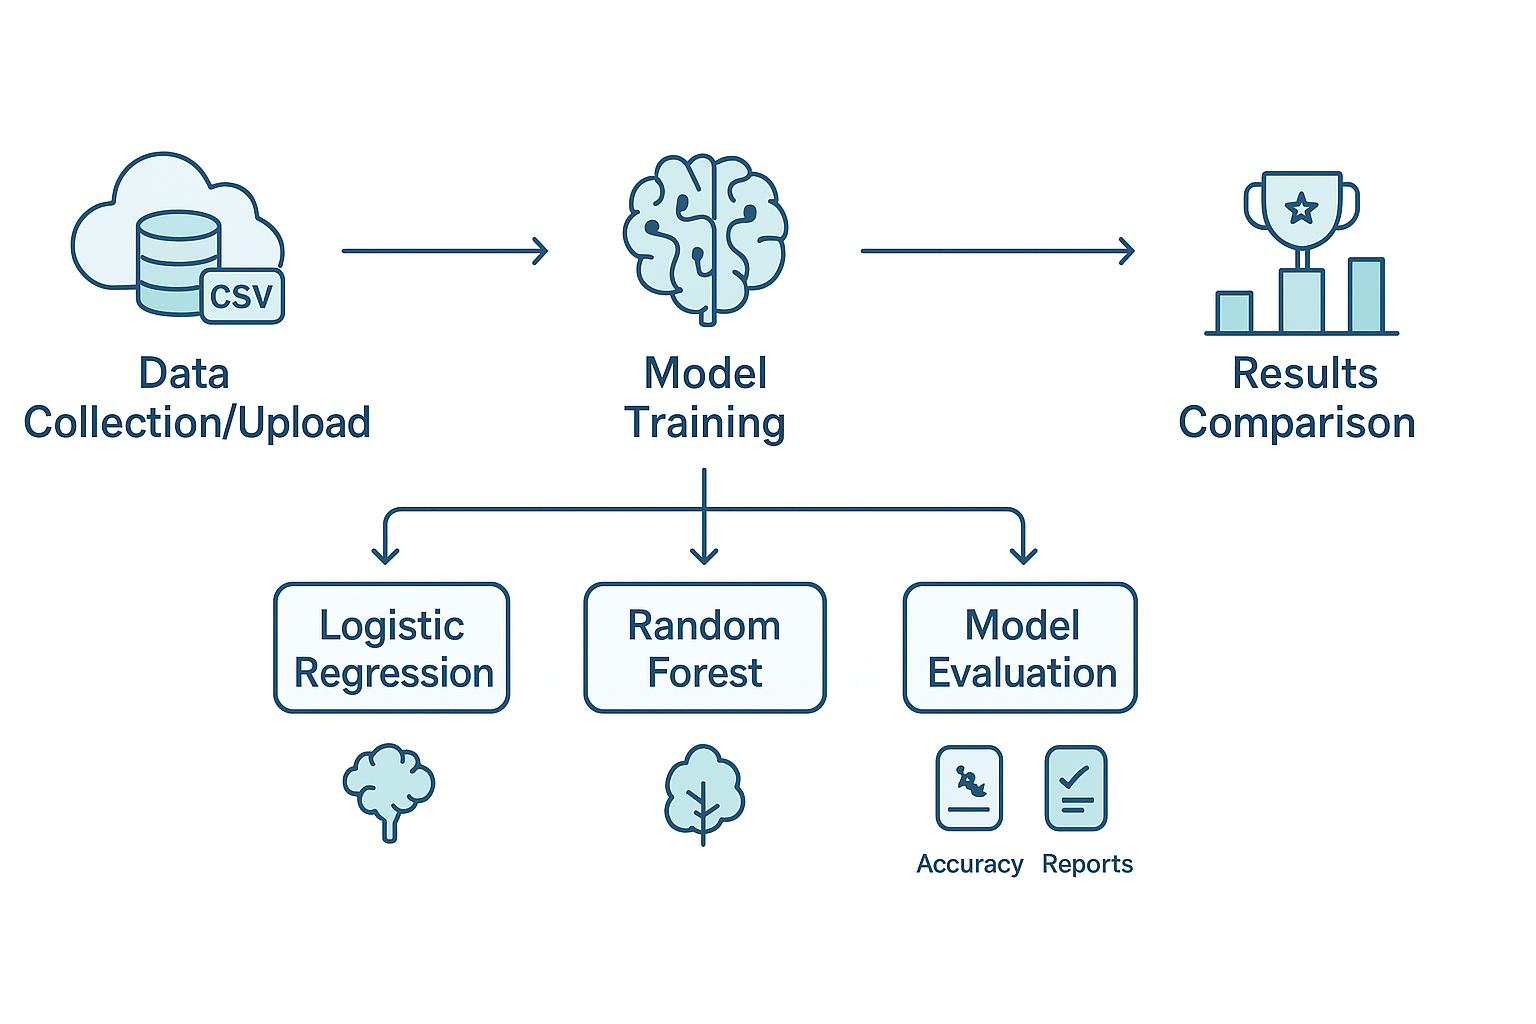 CSV
Data
Collection/Upload
Model
Training
Results
Comparison
Logistic
Regression
Random
Forest
Model
Evaluation
Accuracy
Reports